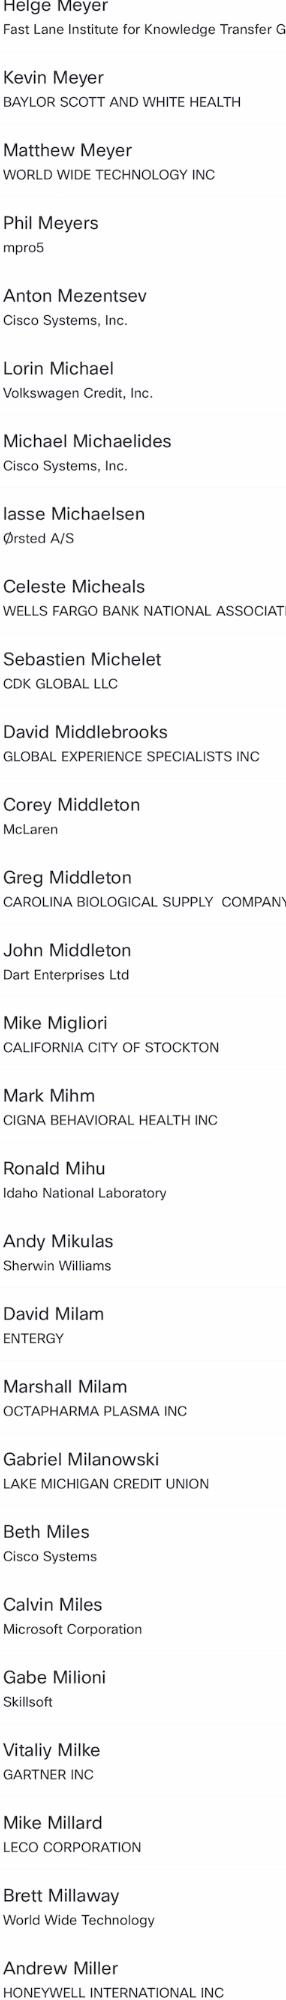 Helge Meyer
Fast Lane Institute for Knowledge Transfer G
Kevin Meyer
BAYLOR SCOTT AND WHITE HEALTH
Matthew Meyer
WORLD WIDE TECHNOLOGY INC
Phil Meyers
mpro5
Anton Mezentsev
Cisco Systems, Inc.
Lorin Michael
Volkswagen Credit, Inc.
Michael Michaelides
Cisco Systems, Inc.
lasse Michaelsen
Ørsted A/S
Celeste Micheals
WELLS FARGO BANK NATIONAL ASSOCIATI
Sebastien Michelet
CDK GLOBAL LLC
David Middlebrooks
GLOBAL EXPERIENCE SPECIALISTS INC
Corey Middleton
McLaren
Greg Middleton
CAROLINA BIOLOGICAL SUPPLY  COMPANY
John Middleton
Dart Enterprises Ltd
Mike Migliori
CALIFORNIA CITY OF STOCKTON
Mark Mihm
CIGNA BEHAVIORAL HEALTH INC
Ronald Mihu
Idaho National Laboratory
Andy Mikulas
Sherwin Williams
David Milam
ENTERGY
Marshall Milam
OCTAPHARMA PLASMA INC
Gabriel Milanowski
LAKE MICHIGAN CREDIT UNION
Beth Miles
Cisco Systems
Calvin Miles
Microsoft Corporation
Gabe Milioni
Skillsoft
Vitaliy Milke
GARTNER INC
Mike Millard
LECO CORPORATION
Brett Millaway
World Wide Technology
Andrew Miller
HONEYWELL INTERNATIONAL INC